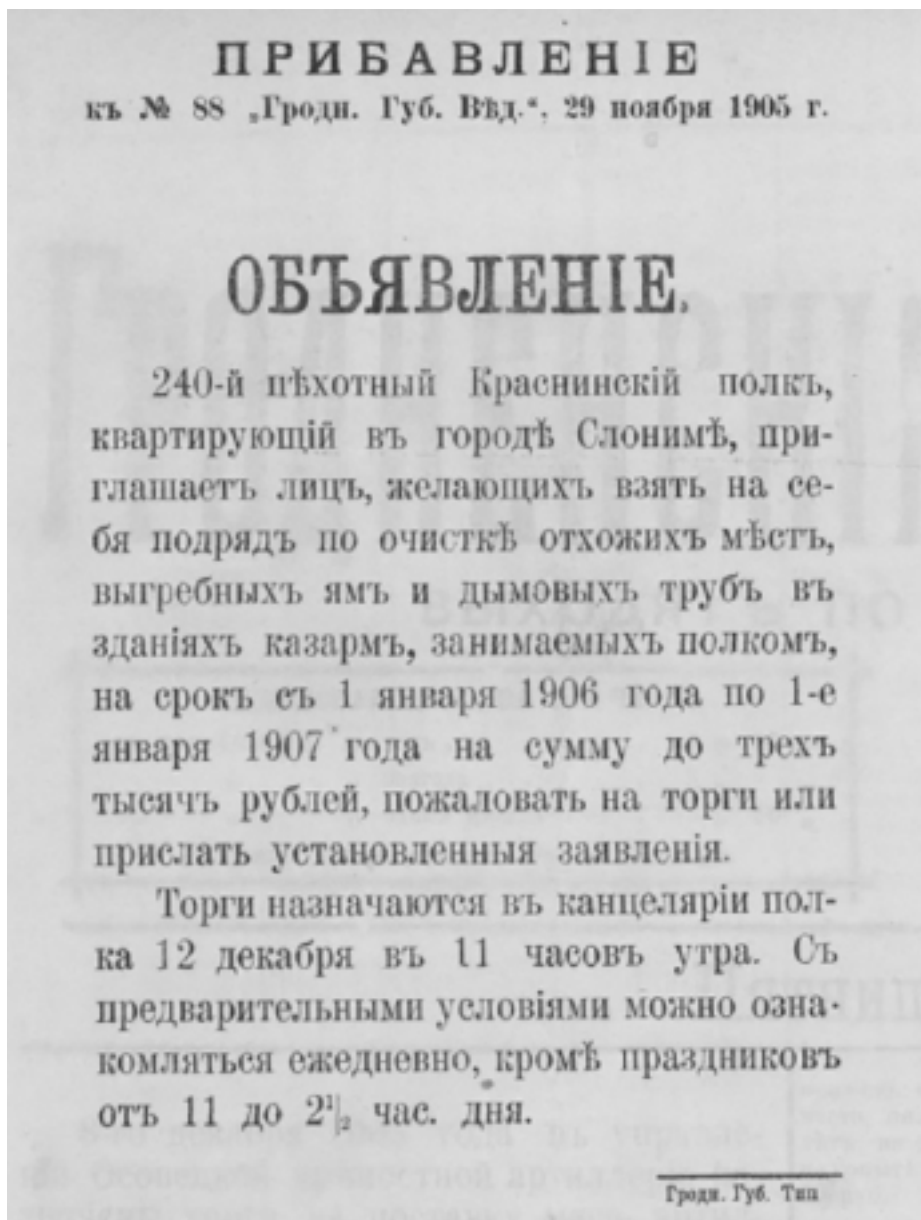 ПРИБАВЛЕНІЕ
къ № 88 „Гродн. Губ. Вѣд.“, 29 ноября 1905 г.
ОБЪЯВЛЕНІЕ.
240-й пѣхотный Краснинскій полкъ,
квартирующій въ городѣ Слонимѣ, при-
глашаетъ лицъ, желающихъ взять на се-
бя подрядъ по очисткѣ отхожихъ мѣстъ,
выгребныхъ ямъ и дымовыхъ трубъ въ
зданіяхъ казармъ, занимаемыхъ полкомъ,
на срокъ съ 1 января 1906 года по 1-е
января 1907 года на сумму до трехъ
тысячъ рублей, пожаловать на торги или
прислать установленныя заявленія.
Торги назначаются въ канцеляріи пол-
ка 12 декабря въ 11 часовъ утра. Съ
предварительными условіями можно озна-
комляться ежедневно, кромѣ праздниковъ
отъ 11 до 2½ час. дня.
Гродн. Губ. Тип